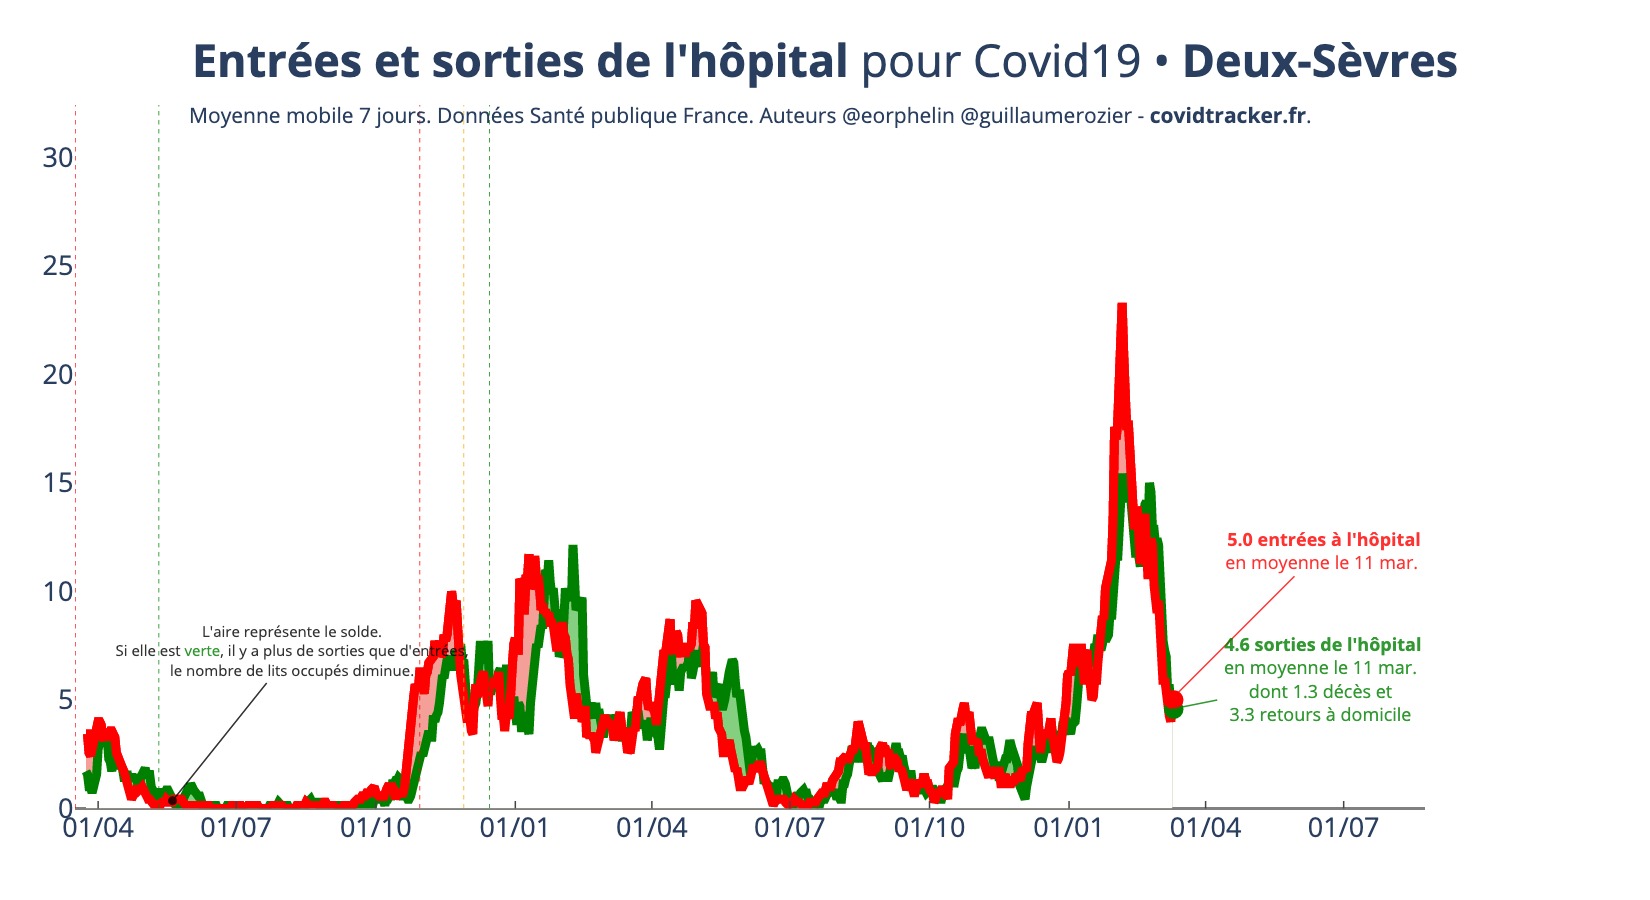 Entrées et sorties de l'hôpital pour Covid19 • Deux-Sèvres
Moyenne mobile 7 jours. Données Santé publique France. Auteurs @eorphelin @guillaumerozier - covidtracker.fr.
30
25
20
15
10
5
0
L'aire représente le solde.
Si elle est verte, il y a plus de sorties que d'entrées,
le nombre de lits occupés diminue.
5.0 entrées à l'hôpital
en moyenne le 11 mar.
4.6 sorties de l'hôpital
en moyenne le 11 mar.
dont 1.3 décès et
3.3 retours à domicile
01/04 01/07 01/10 01/01 01/04 01/07 01/10 01/01 01/04 01/07